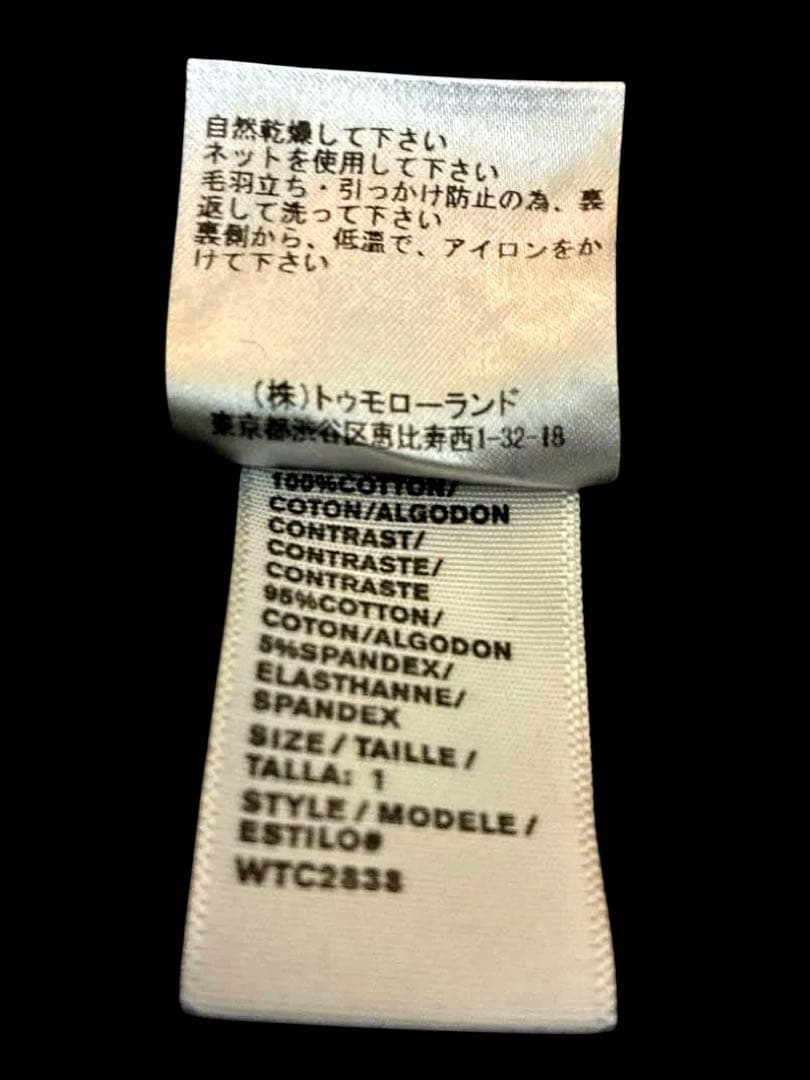 自然乾燥して下さい
ネットを使用して下さい
毛羽立ち・引っかけ防止の為、裏
返して洗って下さい
裏側から、低温で、アイロンをか
けて下さい
(株)トゥモローランド
東京都渋谷区恵比寿西1-32-18
100%COTTON/
COTON/ALGODON
CONTRAST/
CONTRASTE/
CONTRASTE
95%COTTON/
COTON/ALGODON
5%SPANDEX/
ELASTHANNE/
SPANDEX
SIZE/TAILLE/
TALLA: 1
STYLE/MODELE/
ESTILO#
WTC2838